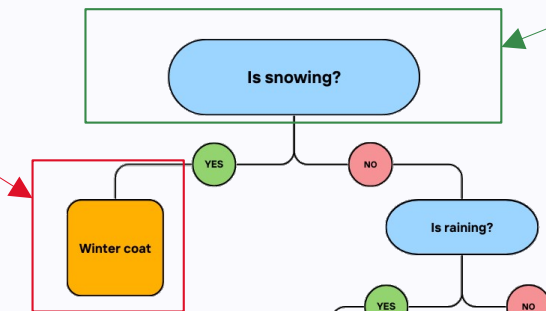 Is snowing?
YES
NO
Winter coat
Is raining?
YES
NO